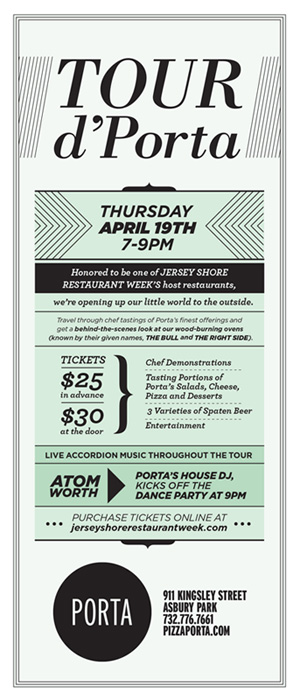 TOUR
d'Porta
THURSDAY
APRIL 19TH
7-9PM
Honored to be one of JERSEY SHORE
RESTAURANT WEEK'S host restaurants,
we're opening up our little world to the outside.
Travel through chef tastings of Porta's finest offerings and
get a behind-the-scenes look at our wood-burning ovens
(known by their given names, THE BULL and THE RIGHT SIDE).
TICKETS
$25
in advance
$30
at the door
Chef Demonstrations
Tasting Portions of
Porta's Salads, Cheese,
Pizza and Desserts
3 Varieties of Spaten Beer
Entertainment
LIVE ACCORDION MUSIC THROUGHOUT THE TOUR
ATOM
WORTH
PORTA'S HOUSE DJ,
KICKS OFF THE
DANCE PARTY AT 9PM
PURCHASE TICKETS ONLINE AT
jerseyshorerestaurantweek.com
PORTA
911 KINGSLEY STREET
ASBURY PARK
732.776.7661
PIZZAPORTA.COM